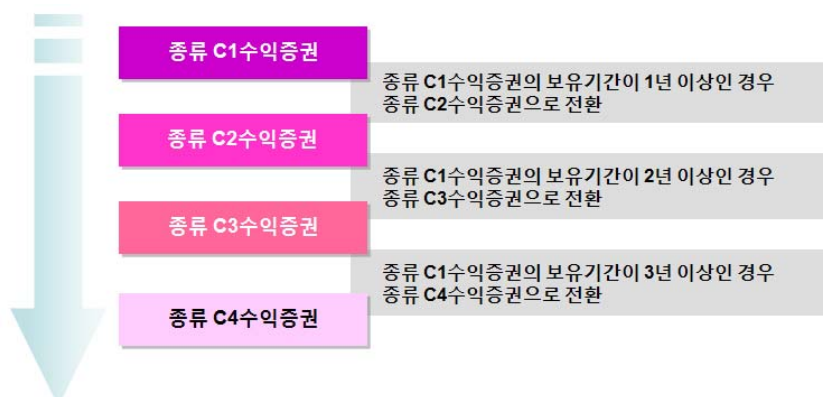 종류 C1수익증권
종류 C1수익증권의 보유기간이 1년 이상인 경우
종류 C2수익증권으로 전환
종류 C2수익증권
종류 C1수익증권의 보유기간이 2년 이상인 경우
종류 C3수익증권으로 전환
종류 C3수익증권
종류 C1수익증권의 보유기간이 3년 이상인 경우
종류 C4수익증권으로 전환
종류 C4수익증권